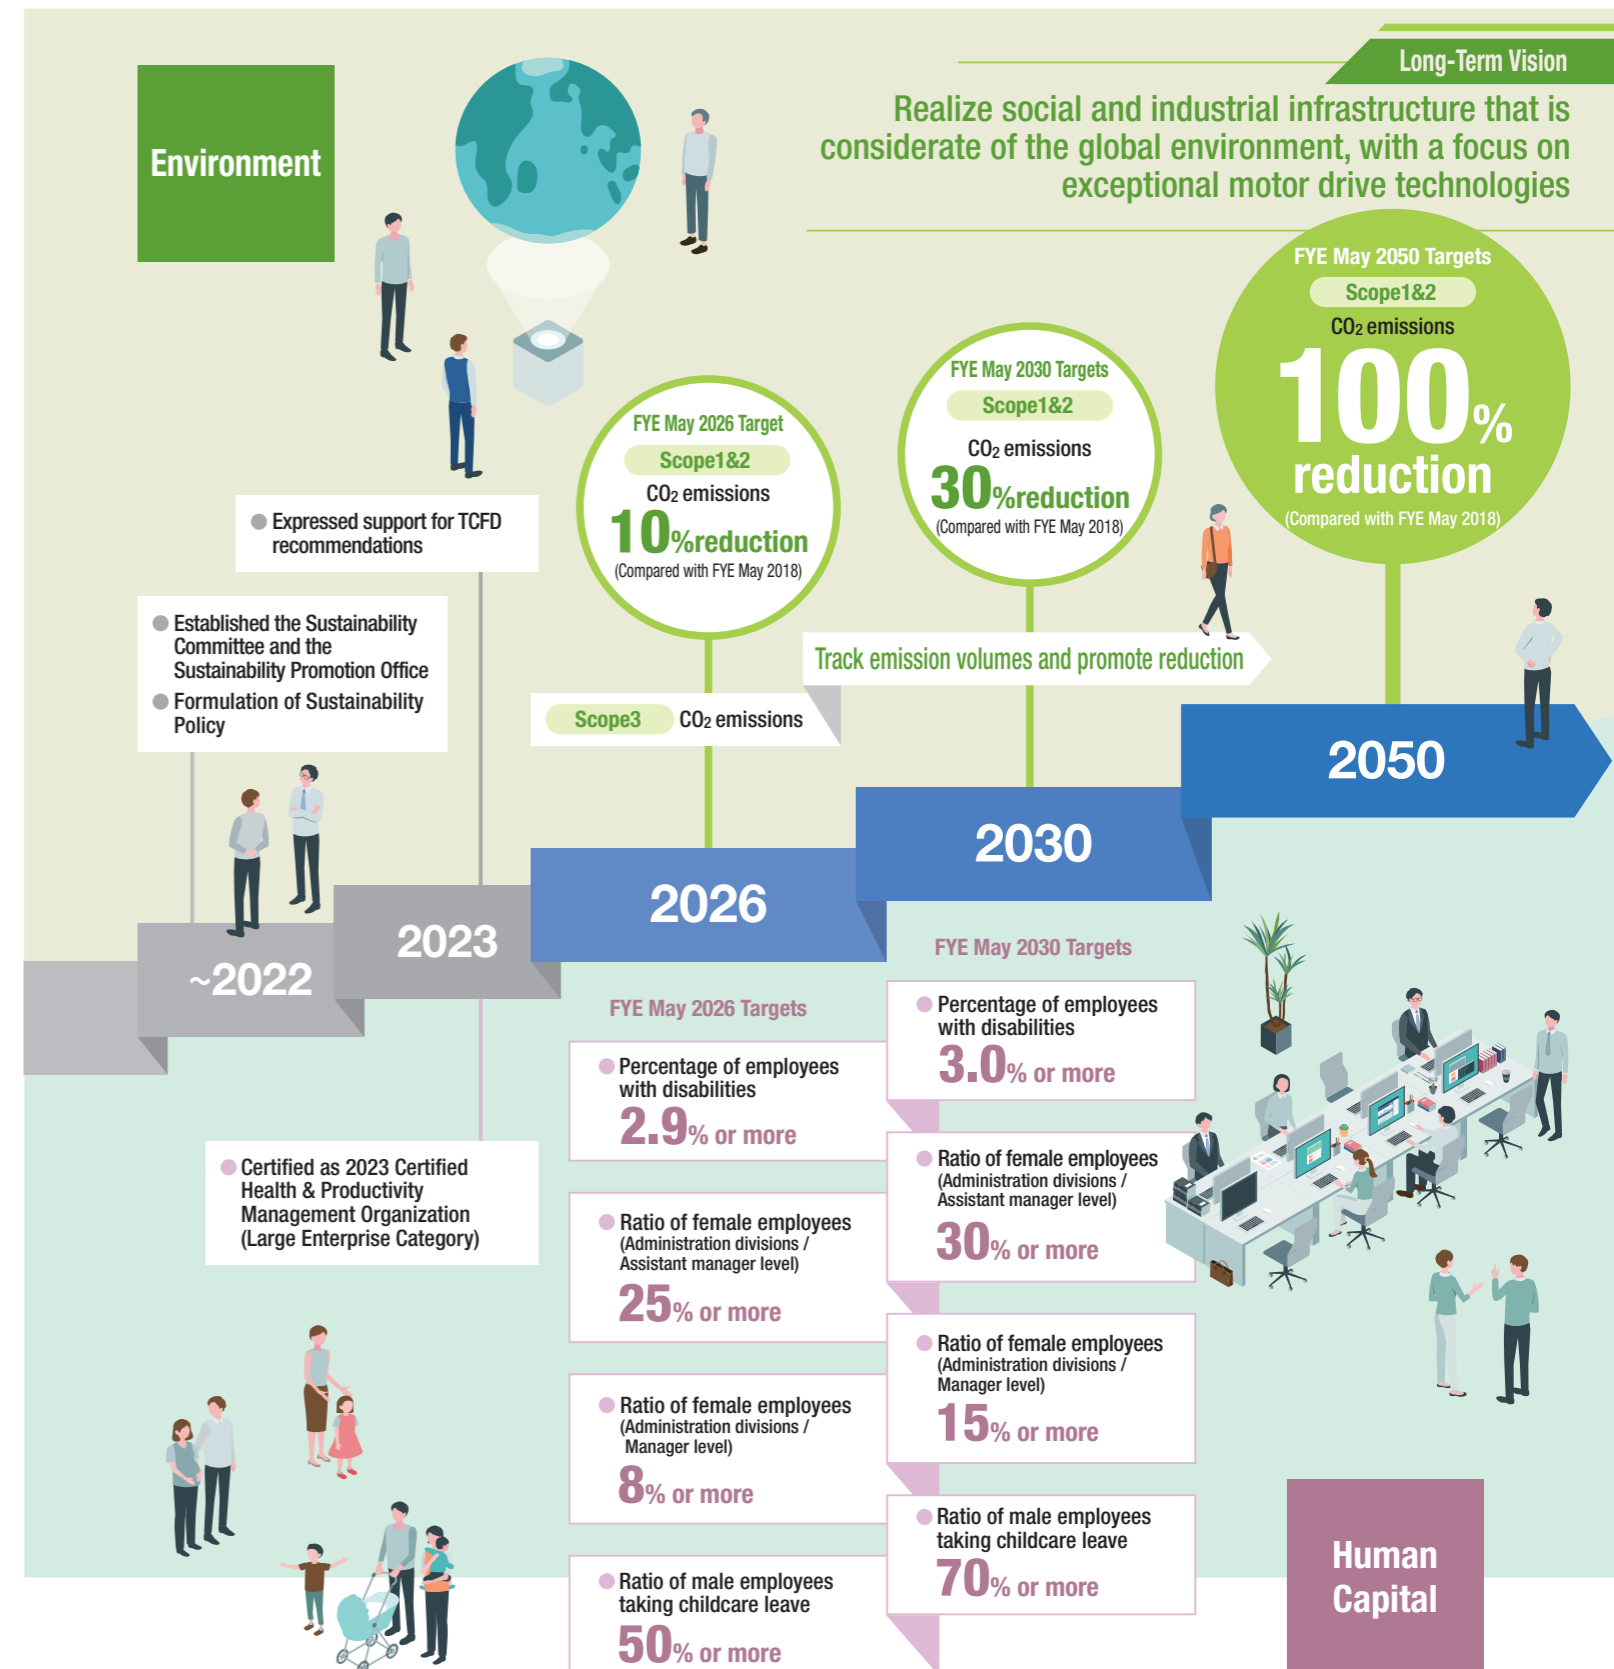 Environment
Long-Term Vision
Realize social and industrial infrastructure that is
considerate of the global environment, with a focus on
exceptional motor drive technologies
FYE May 2050 Targets
Scope1&2
CO2 emissions
100%
reduction
(Compared with FYE May 2018)
FYE May 2030 Targets
Scope1&2
CO2 emissions
30%reduction
(Compared with FYE May 2018)
FYE May 2026 Target
Scope1&2
CO2 emissions
10%reduction
(Compared with FYE May 2018)
● Expressed support for TCFD
recommendations
● Established the Sustainability
Committee and the
Sustainability Promotion Office
● Formulation of Sustainability
Policy
Scope3 CO2 emissions
Track emission volumes and promote reduction
~2022
2023
2026
2030
2050
● Certified as 2023 Certified
Health & Productivity
Management Organization
(Large Enterprise Category)
FYE May 2026 Targets
● Percentage of employees
with disabilities
2.9% or more
● Ratio of female employees
(Administration divisions /
Assistant manager level)
25% or more
● Ratio of female employees
(Administration divisions /
Manager level)
8% or more
● Ratio of male employees
taking childcare leave
50% or more
FYE May 2030 Targets
● Percentage of employees
with disabilities
3.0% or more
● Ratio of female employees
(Administration divisions /
Assistant manager level)
30% or more
● Ratio of female employees
(Administration divisions /
Manager level)
15% or more
● Ratio of male employees
taking childcare leave
70% or more
Human
Capital